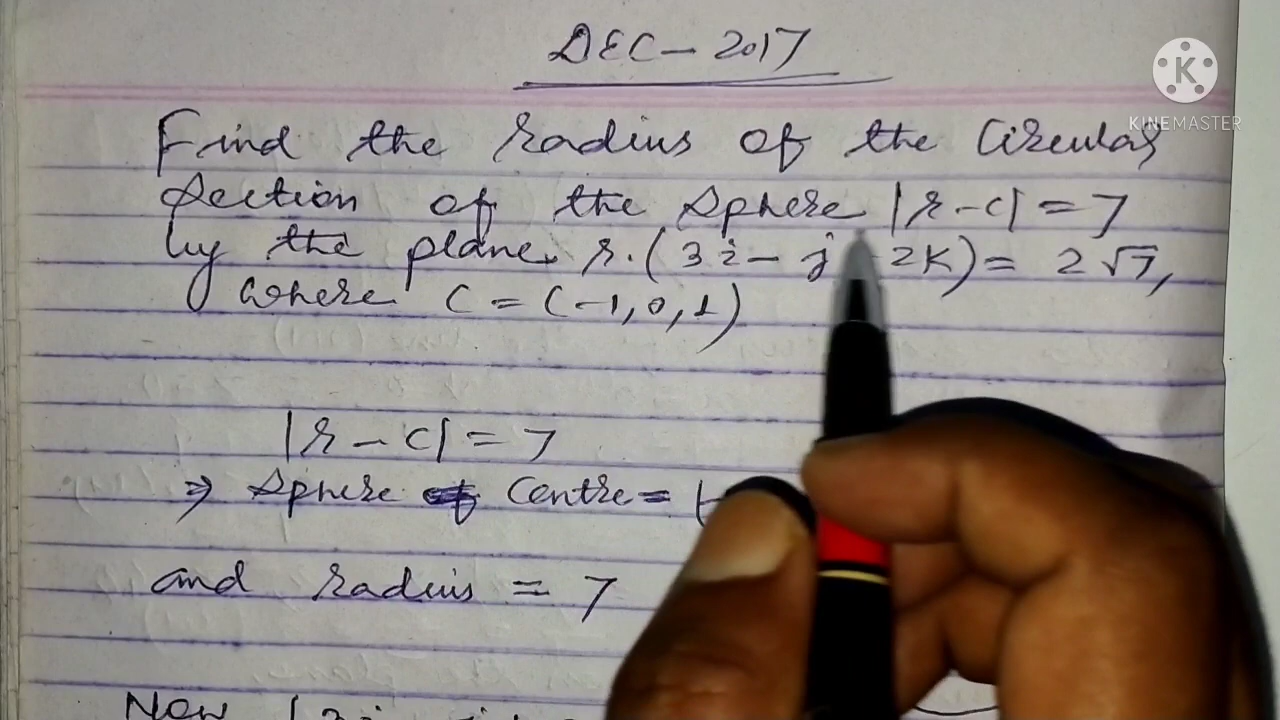 DEC - 2017
K
KINEMASTER
Find the radius of the Circular
Section of the Sphere |r - c| = 7
by the plane r.(3i - j 2K) = 2√7,
where C = (-1, 0, 1)
|r - c| = 7
⇒ Sphere Centre = (
and radius = 7
Now